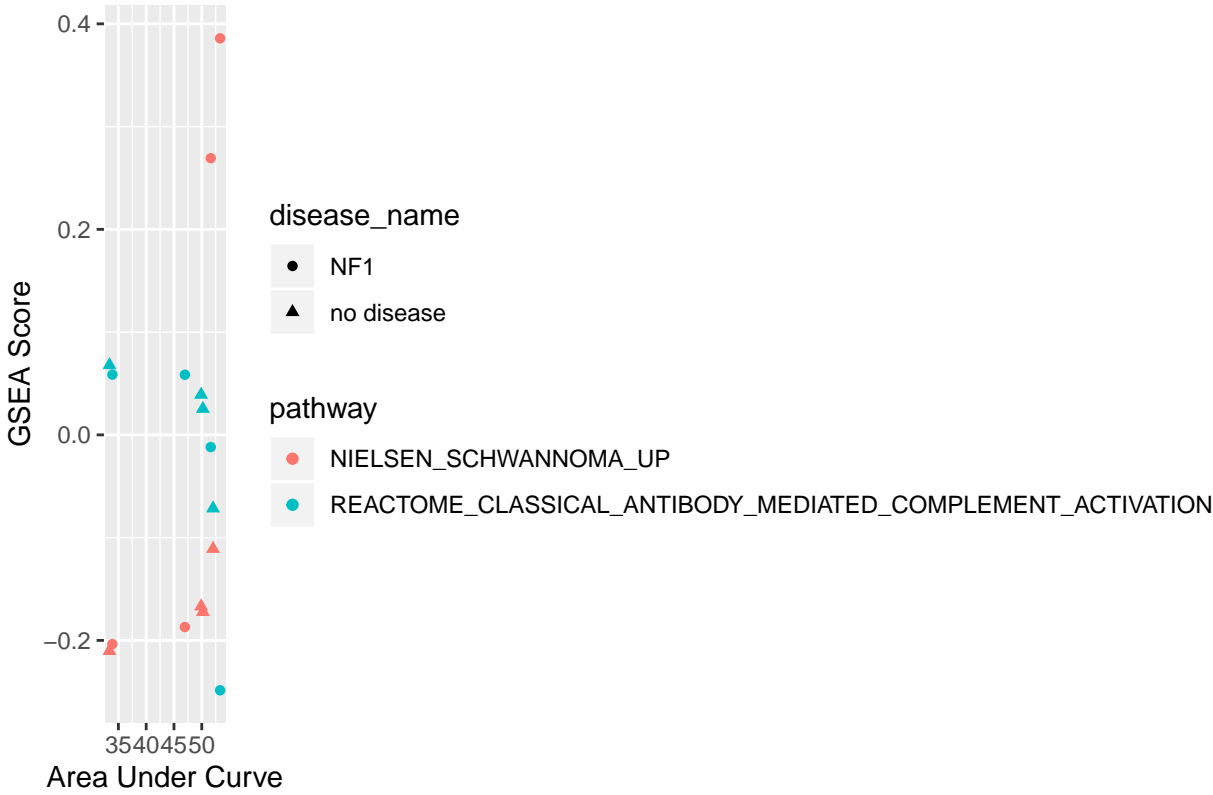 0.4
0.2
0.0
−0.2
GSEA Score
35404550
Area Under Curve
disease_name
NF1
no disease
pathway
NIELSEN_SCHWANNOMA_UP
REACTOME_CLASSICAL_ANTIBODY_MEDIATED_COMPLEMENT_ACTIVATION